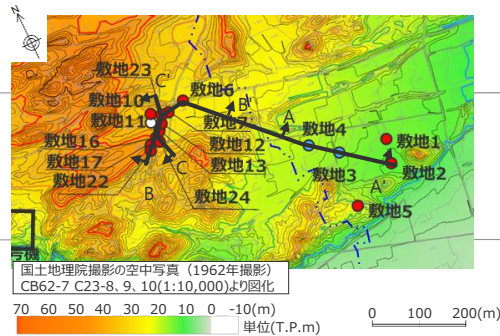 N
敷地23
C'
敷地6
敷地10
B'
A
敷地11
敷地7
敷地4
敷地1
敷地16
敷地12
敷地17
敷地13
敷地3
敷地2
敷地22
C
A'
B
敷地24
敷地5
号機
国土地理院撮影の空中写真（1962年撮影）
CB62-7 C23-8、9、10(1:10,000)より図化
70 60 50 40 30 20 10 0 -10(m)
単位(T.P.m)
0 100 200(m)